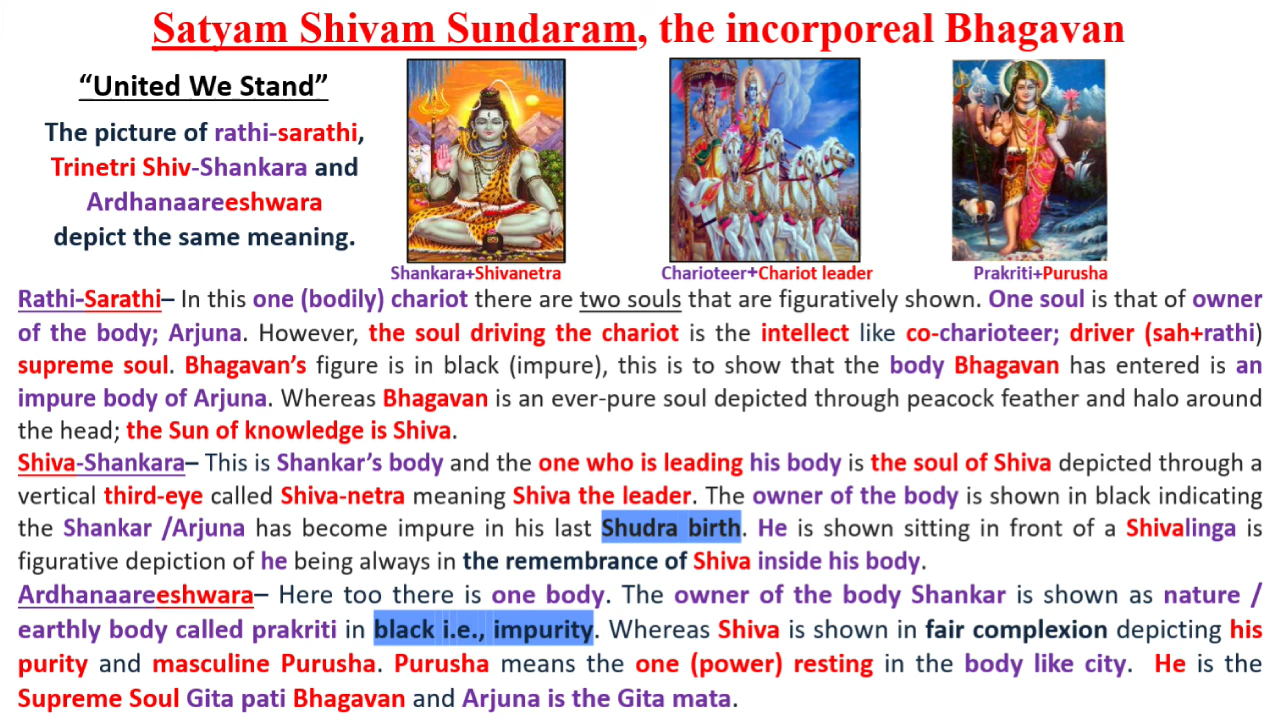 Satyam Shivam Sundaram, the incorporeal Bhagavan
“United We Stand”
The picture of rathi-sarathi,
Trinetri Shiv-Shankara and
Ardhanaareeshwara
depict the same meaning.
Shankara+Shivanetra
Charioteer+Chariot leader
Prakriti+Purusha
Rathi-Sarathi– In this one (bodily) chariot there are two souls that are figuratively shown. One soul is that of owner
of the body; Arjuna. However, the soul driving the chariot is the intellect like co-charioteer; driver (sah+rathi)
supreme soul. Bhagavan’s figure is in black (impure), this is to show that the body Bhagavan has entered is an
impure body of Arjuna. Whereas Bhagavan is an ever-pure soul depicted through peacock feather and halo around
the head; the Sun of knowledge is Shiva.
Shiva-Shankara– This is Shankar’s body and the one who is leading his body is the soul of Shiva depicted through a
vertical third-eye called Shiva-netra meaning Shiva the leader. The owner of the body is shown in black indicating
the Shankar /Arjuna has become impure in his last Shudra birth. He is shown sitting in front of a Shivalinga is
figurative depiction of he being always in the remembrance of Shiva inside his body.
Ardhanaareeshwara– Here too there is one body. The owner of the body Shankar is shown as nature /
earthly body called prakriti in black i.e., impurity. Whereas Shiva is shown in fair complexion depicting his
purity and masculine Purusha. Purusha means the one (power) resting in the body like city. He is the
Supreme Soul Gita pati Bhagavan and Arjuna is the Gita mata.